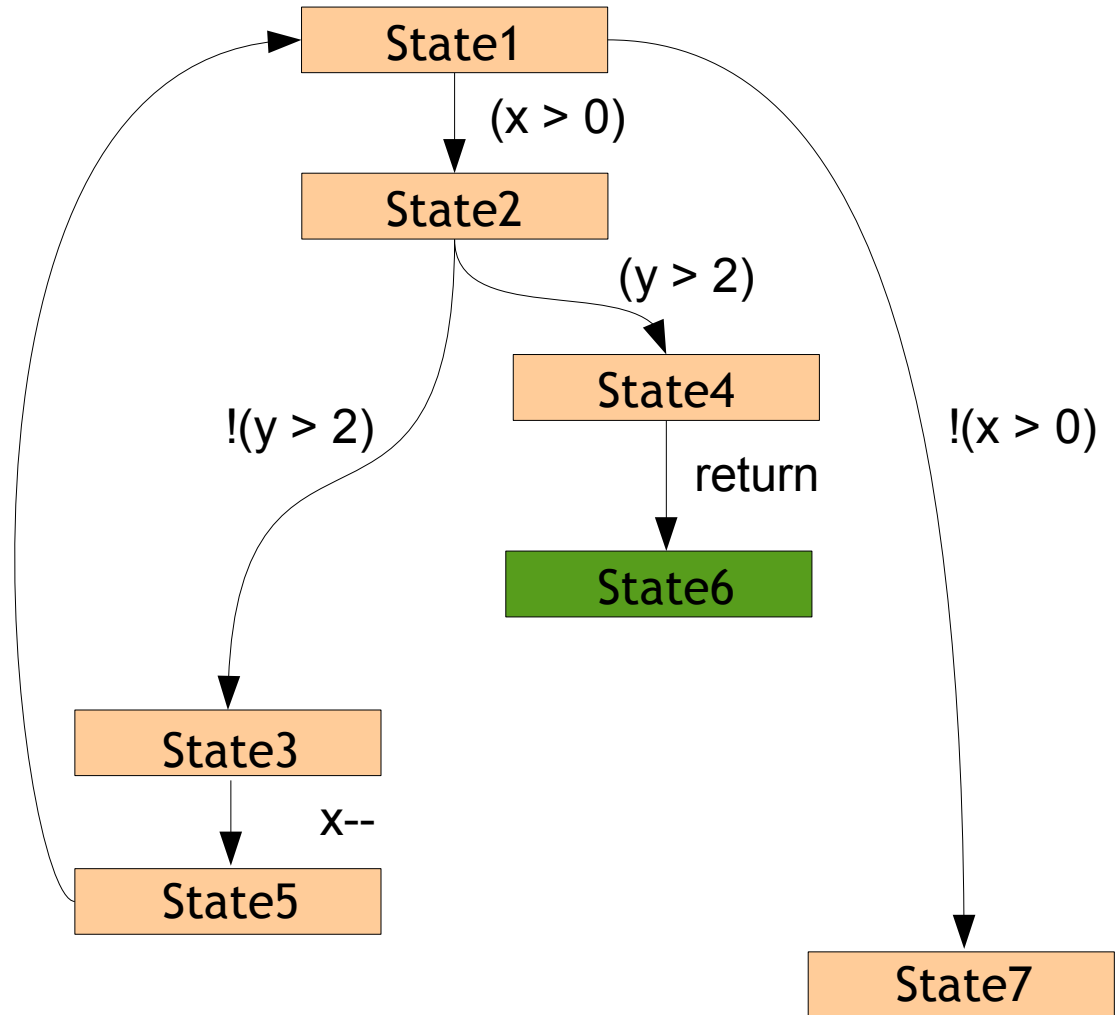 State1
(x > 0)
State2
(y > 2)
State4
!(y > 2)
!(x > 0)
return
State6
State3
x--
State5
State7